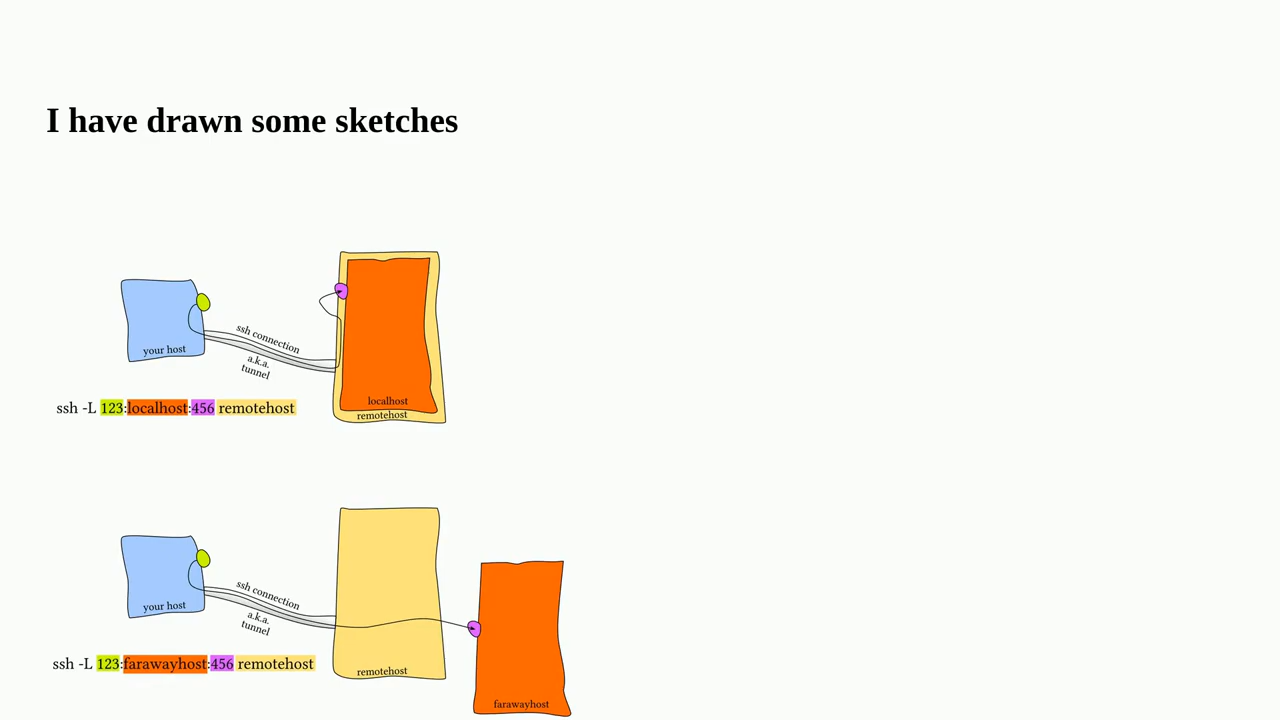 I have drawn some sketches
your host
ssh connection
a.k.a.
tunnel
localhost
remotehost
ssh -L 123:localhost:456 remotehost
your host
ssh connection
a.k.a.
tunnel
remotehost
ssh -L 123:farawayhost:456 remotehost
farawayhost